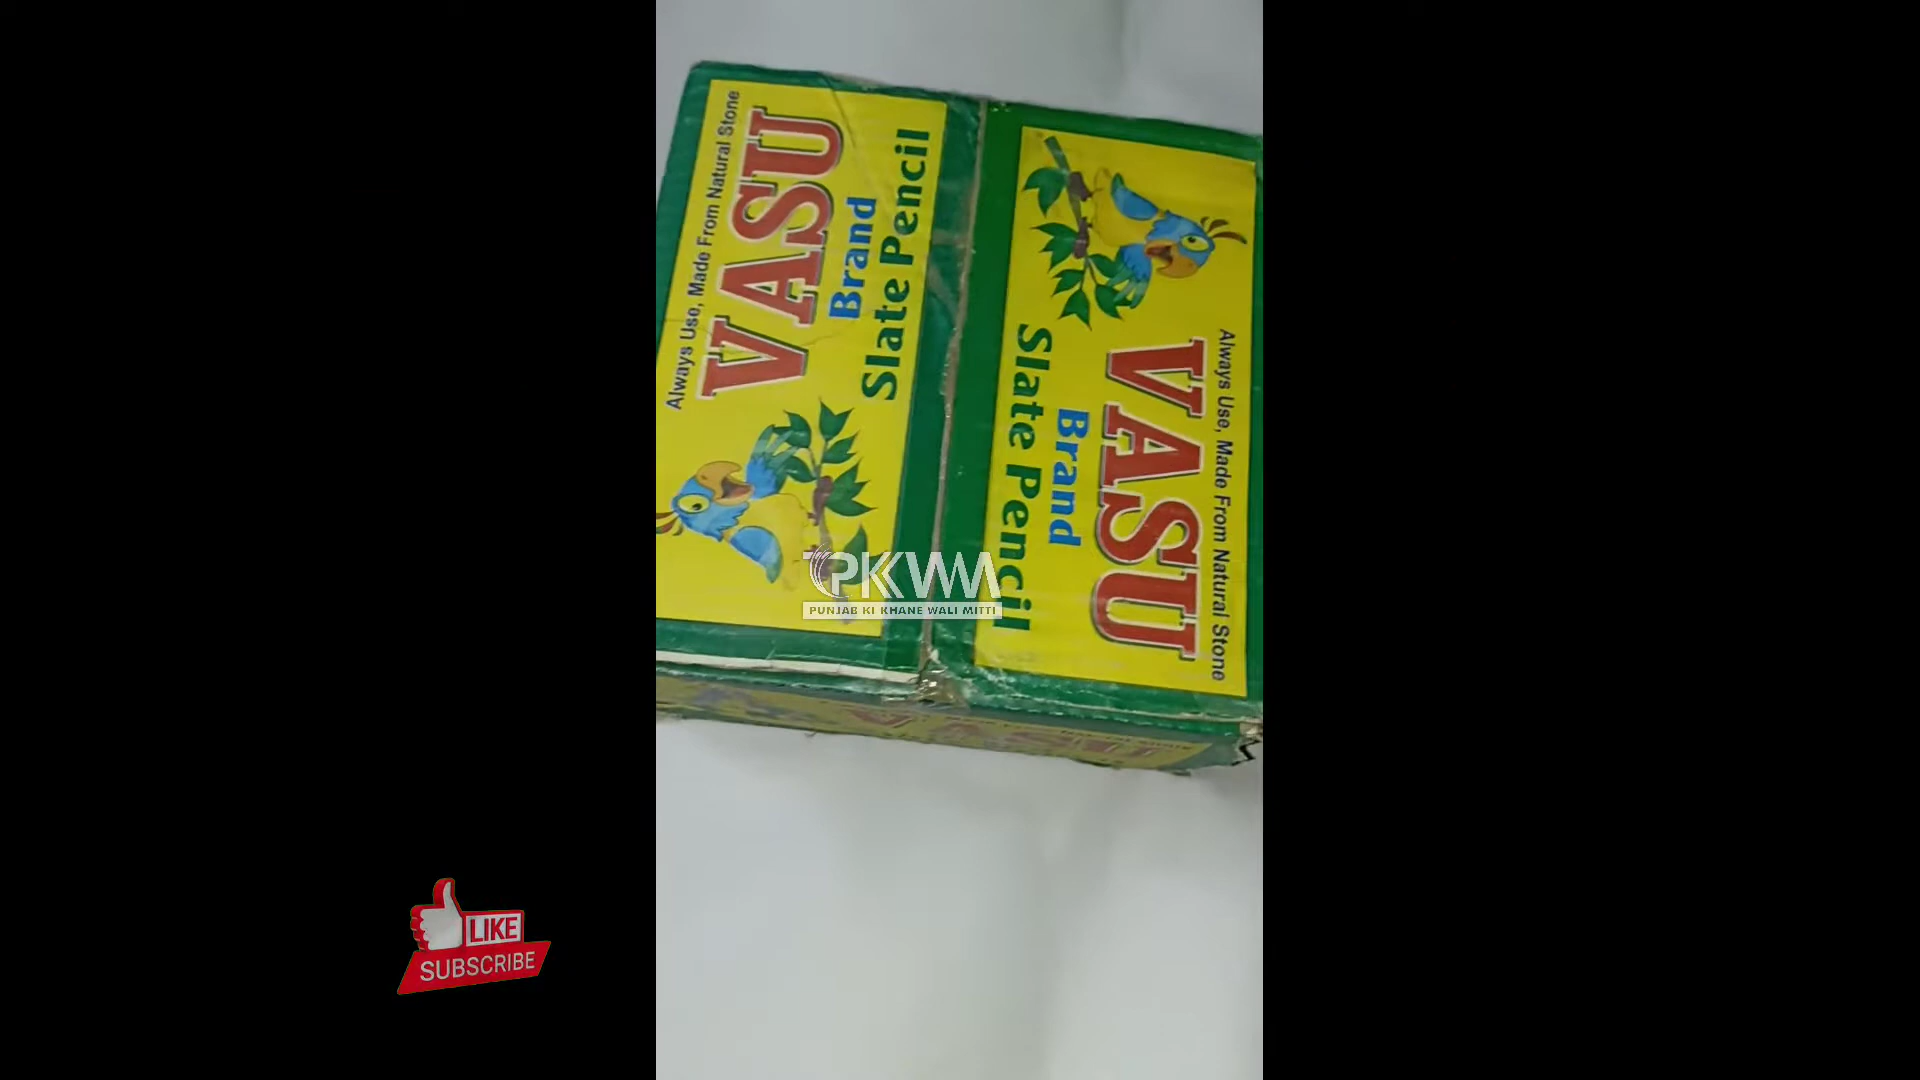 Always Use, Made From Natural Stone
VASU
Brand
Slate Pencil
Always Use, Made From Natural Stone
VASU
Brand
Slate Pencil
PKWM
PUNJAB KI KHANE WALI MITTI
VASU
LIKE
SUBSCRIBE